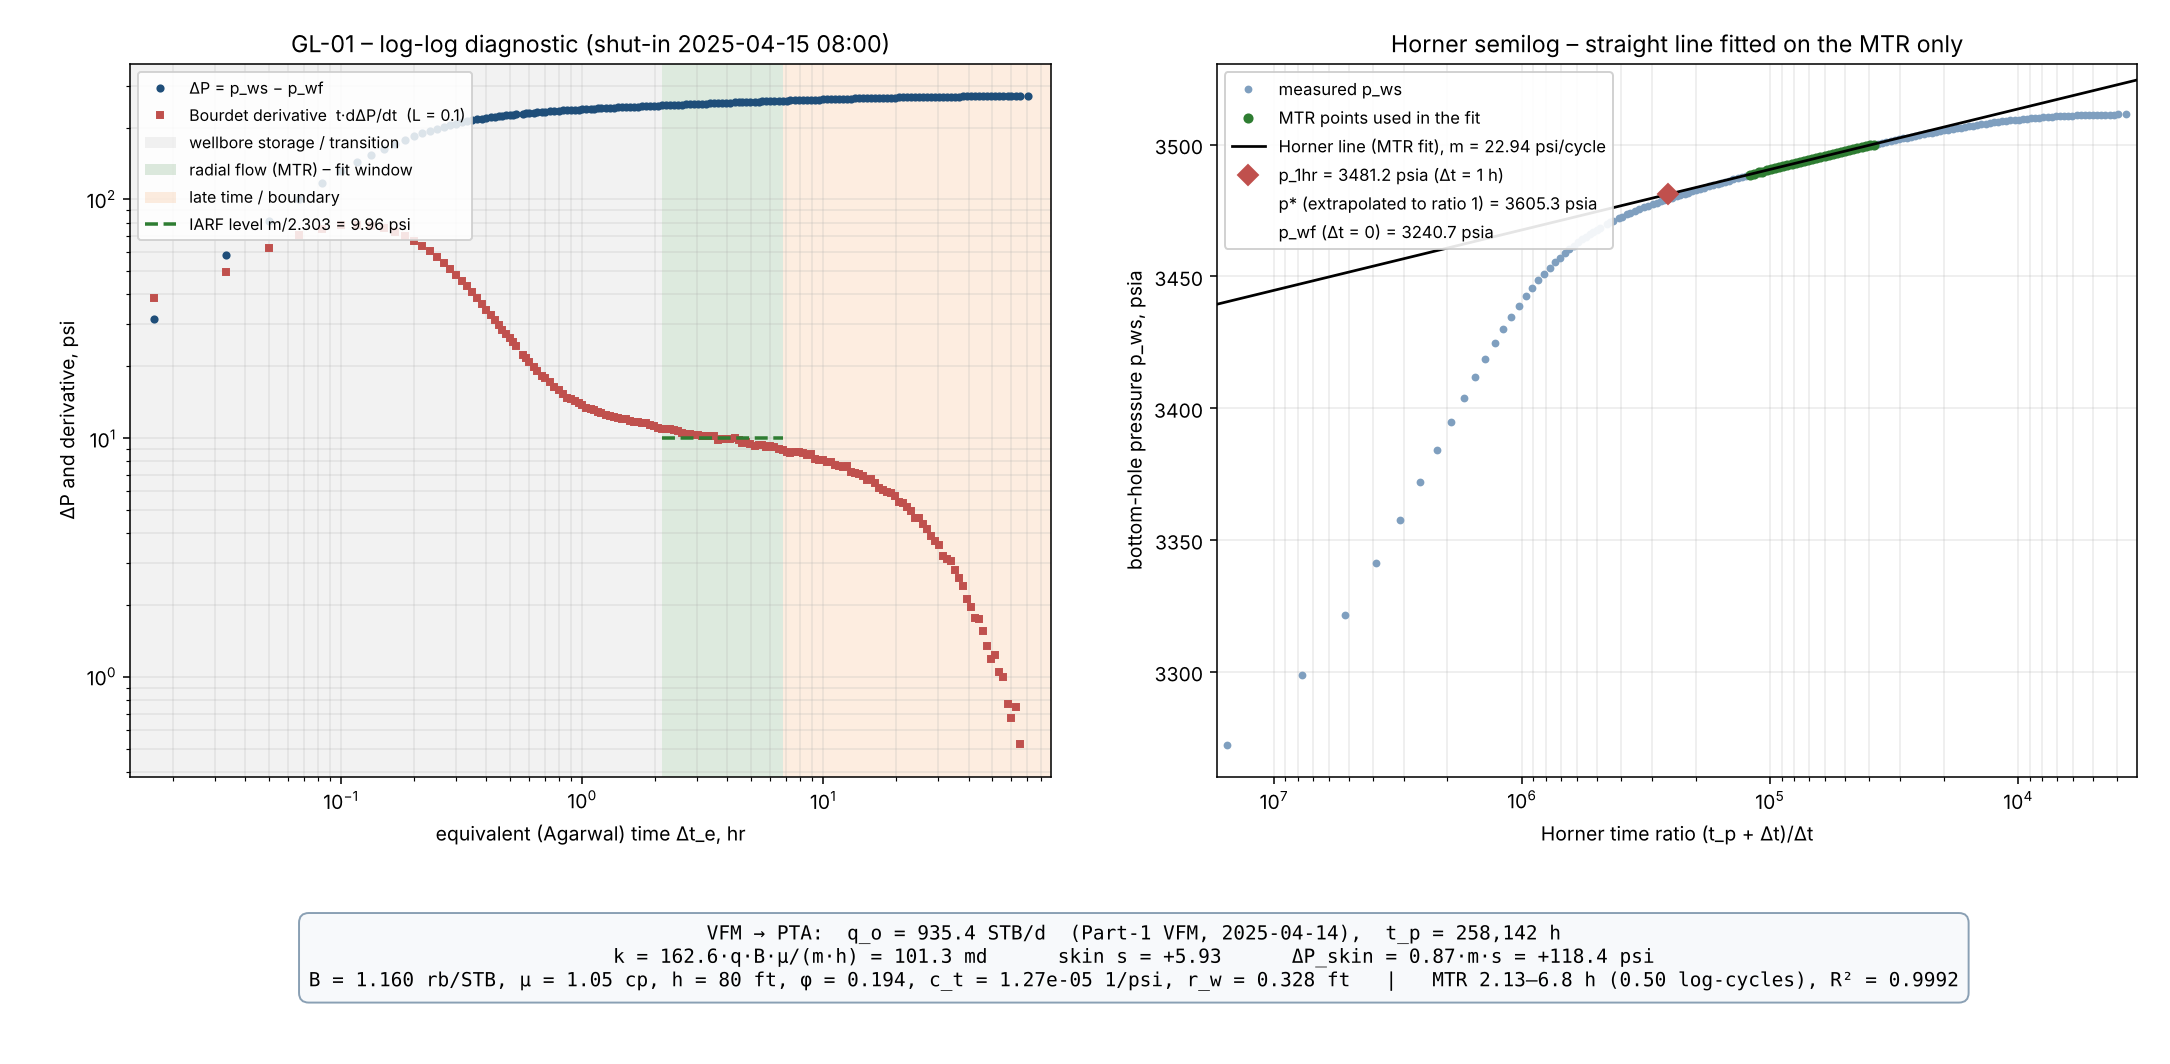 GL-01 – log-log diagnostic (shut-in 2025-04-15 08:00)
ΔP = p_ws − p_wf
Bourdet derivative t·dΔP/dt (L = 0.1)
wellbore storage / transition
radial flow (MTR) – fit window
late time / boundary
IARF level m/2.303 = 9.96 psi
ΔP and derivative, psi
10²
10¹
10⁰
10⁻¹
10⁰
10¹
equivalent (Agarwal) time Δt_e, hr
Horner semilog – straight line fitted on the MTR only
measured p_ws
MTR points used in the fit
Horner line (MTR fit), m = 22.94 psi/cycle
p_1hr = 3481.2 psia (Δt = 1 h)
p* (extrapolated to ratio 1) = 3605.3 psia
p_wf (Δt = 0) = 3240.7 psia
bottom-hole pressure p_ws, psia
3500
3450
3400
3350
3300
10⁷
10⁶
10⁵
10⁴
Horner time ratio (t_p + Δt)/Δt
VFM → PTA: q_o = 935.4 STB/d (Part-1 VFM, 2025-04-14), t_p = 258,142 h
k = 162.6·q·B·μ/(m·h) = 101.3 md skin s = +5.93 ΔP_skin = 0.87·m·s = +118.4 psi
B = 1.160 rb/STB, μ = 1.05 cp, h = 80 ft, φ = 0.194, c_t = 1.27e-05 1/psi, r_w = 0.328 ft | MTR 2.13–6.8 h (0.50 log-cycles), R² = 0.9992